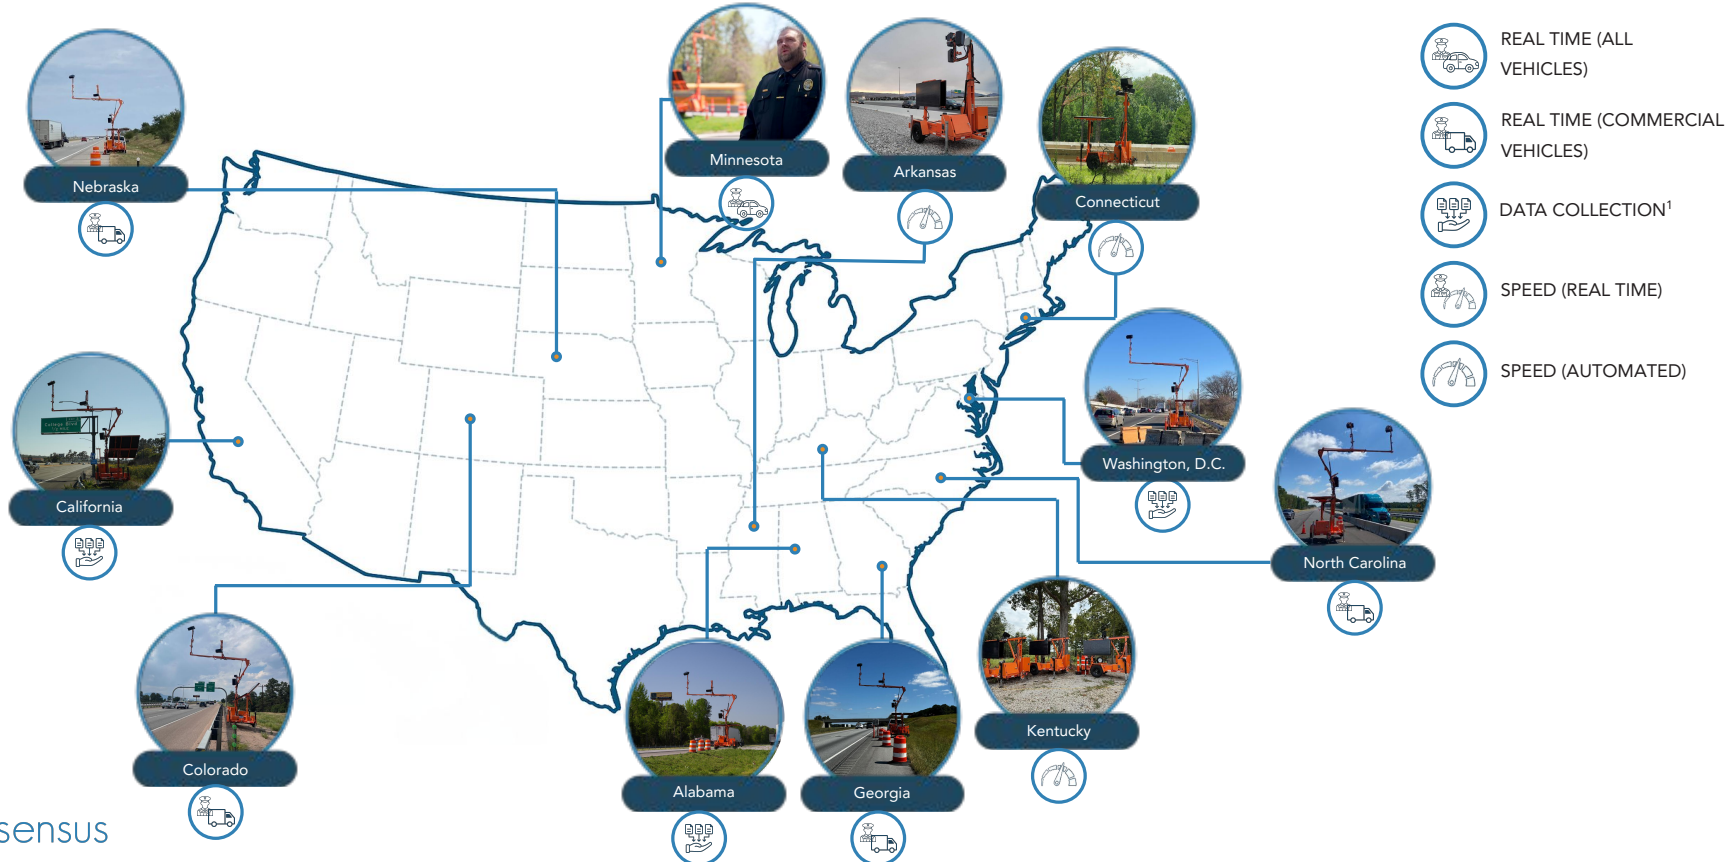 Nebraska
Minnesota
Arkansas
Connecticut
REAL TIME (ALL
VEHICLES)
REAL TIME (COMMERCIAL
VEHICLES)
DATA COLLECTION¹
SPEED (REAL TIME)
SPEED (AUTOMATED)
California
Washington, D.C.
North Carolina
Colorado
Alabama
Georgia
Kentucky
sensus